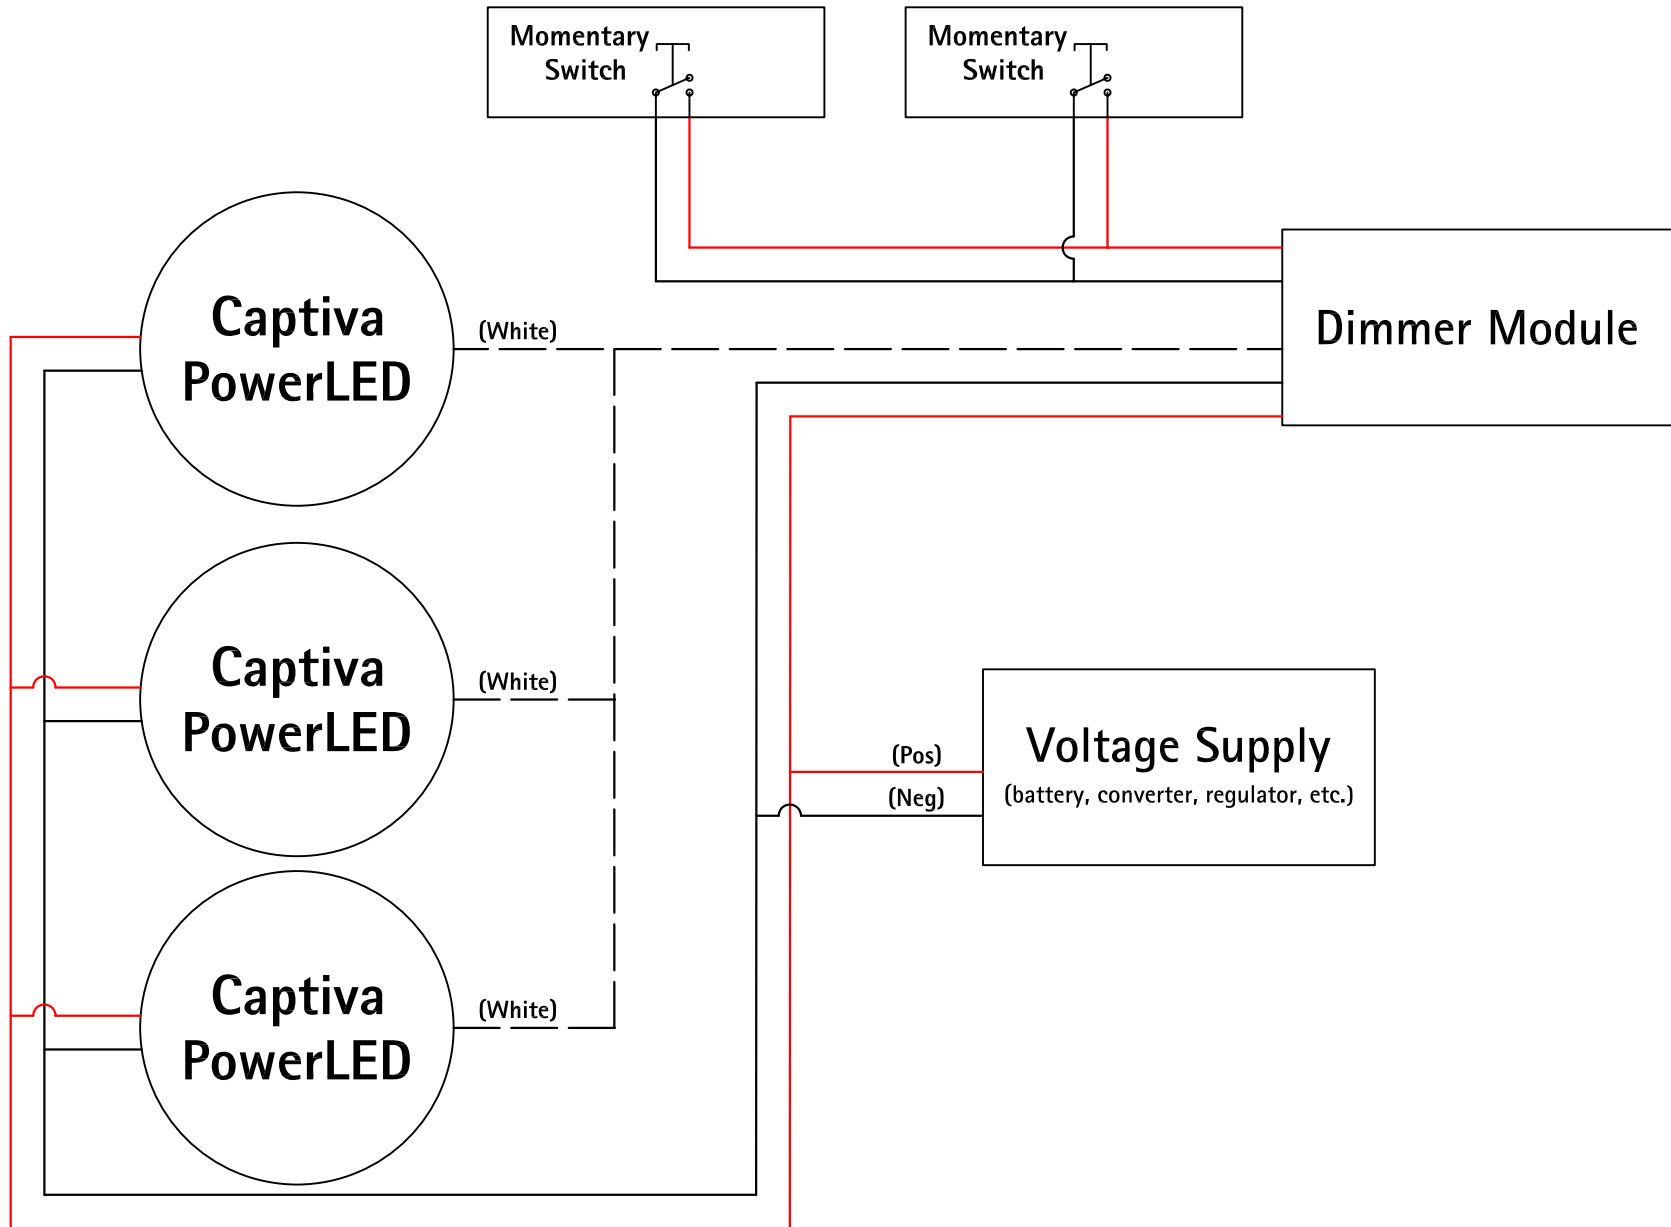 Momentary
Switch
Momentary
Switch
Captiva
PowerLED
(White)
Dimmer Module
Captiva
PowerLED
(White)
Voltage Supply
(battery, converter, regulator, etc.)
(Pos)
(Neg)
Captiva
PowerLED
(White)